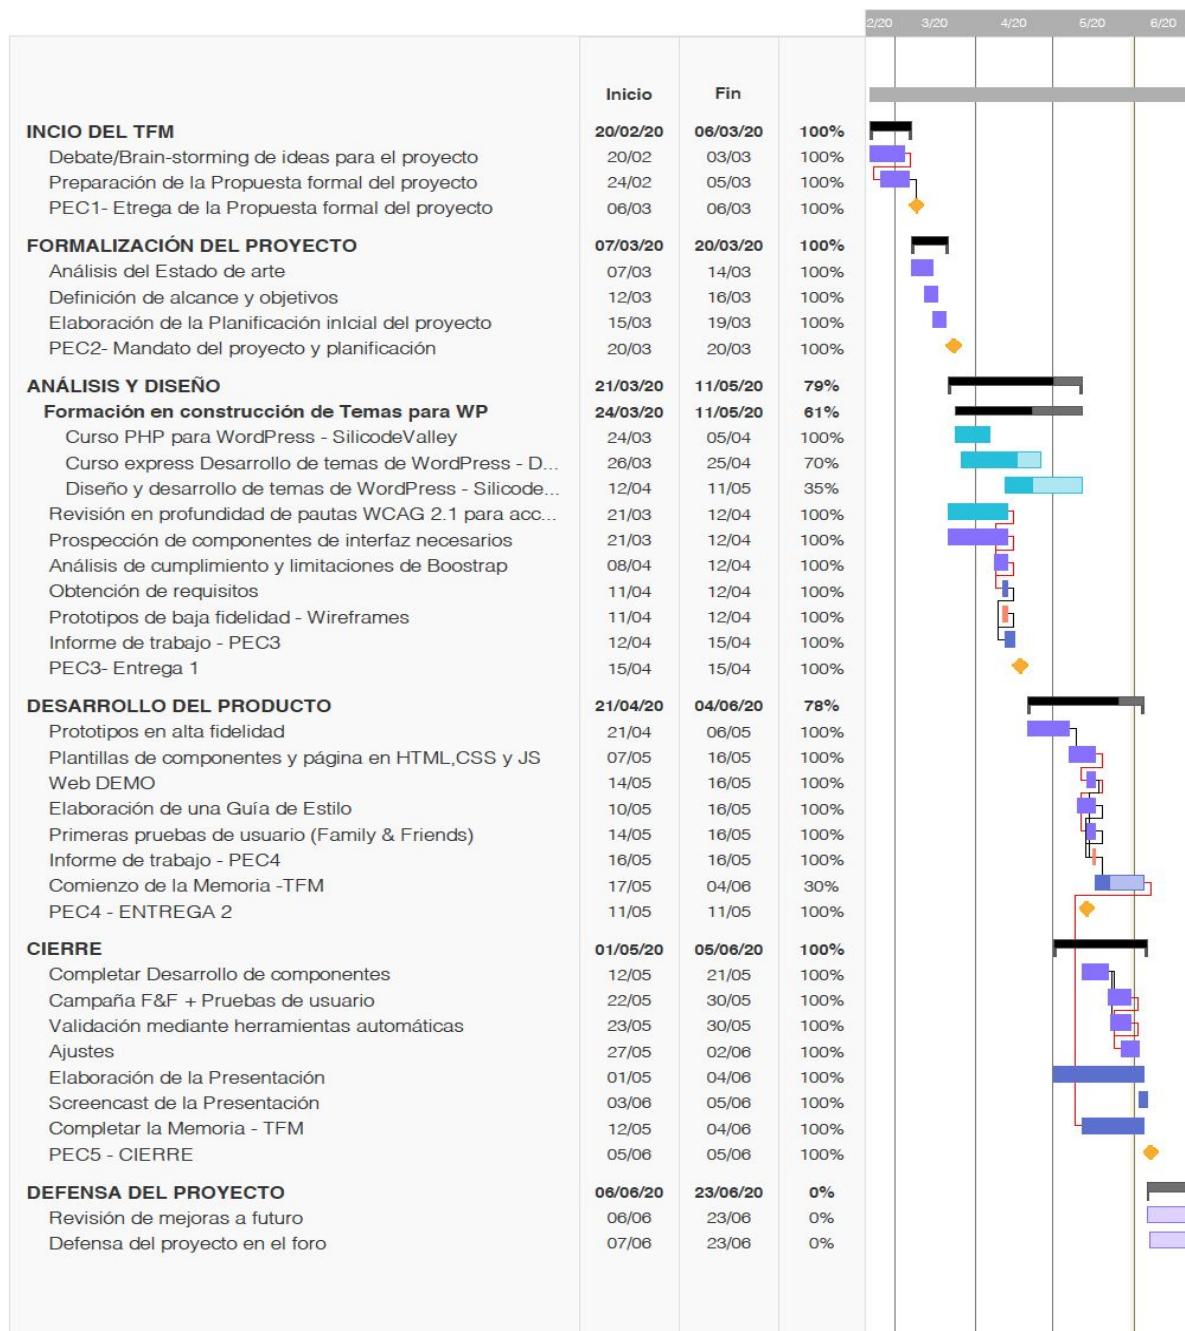 2/20 3/20 4/20 5/20 6/20
Inicio Fin
INCIO DEL TFM 20/02/20 06/03/20 100%
Debate/Brain-storming de ideas para el proyecto 20/02 03/03 100%
Preparación de la Propuesta formal del proyecto 24/02 05/03 100%
PEC1- Etrega de la Propuesta formal del proyecto 06/03 06/03 100%
FORMALIZACIÓN DEL PROYECTO 07/03/20 20/03/20 100%
Análisis del Estado de arte 07/03 14/03 100%
Definición de alcance y objetivos 12/03 16/03 100%
Elaboración de la Planificación inIcial del proyecto 15/03 19/03 100%
PEC2- Mandato del proyecto y planificación 20/03 20/03 100%
ANÁLISIS Y DISEÑO 21/03/20 11/05/20 79%
Formación en construcción de Temas para WP 24/03/20 11/05/20 61%
Curso PHP para WordPress - SilicodeValley 24/03 05/04 100%
Curso express Desarrollo de temas de WordPress - D... 26/03 25/04 70%
Diseño y desarrollo de temas de WordPress - Silicode... 12/04 11/05 35%
Revisión en profundidad de pautas WCAG 2.1 para acc... 21/03 12/04 100%
Prospección de componentes de interfaz necesarios 21/03 12/04 100%
Análisis de cumplimiento y limitaciones de Boostrap 08/04 12/04 100%
Obtención de requisitos 11/04 12/04 100%
Prototipos de baja fidelidad - Wireframes 11/04 12/04 100%
Informe de trabajo - PEC3 12/04 15/04 100%
PEC3- Entrega 1 15/04 15/04 100%
DESARROLLO DEL PRODUCTO 21/04/20 04/06/20 78%
Prototipos en alta fidelidad 21/04 06/05 100%
Plantillas de componentes y página en HTML,CSS y JS 07/05 16/05 100%
Web DEMO 14/05 16/05 100%
Elaboración de una Guía de Estilo 10/05 16/05 100%
Primeras pruebas de usuario (Family & Friends) 14/05 16/05 100%
Informe de trabajo - PEC4 16/05 16/05 100%
Comienzo de la Memoria -TFM 17/05 04/06 30%
PEC4 - ENTREGA 2 11/05 11/05 100%
CIERRE 01/05/20 05/06/20 100%
Completar Desarrollo de componentes 12/05 21/05 100%
Campaña F&F + Pruebas de usuario 22/05 30/05 100%
Validación mediante herramientas automáticas 23/05 30/05 100%
Ajustes 27/05 02/06 100%
Elaboración de la Presentación 01/05 04/06 100%
Screencast de la Presentación 03/06 05/06 100%
Completar la Memoria - TFM 12/05 04/06 100%
PEC5 - CIERRE 05/06 05/06 100%
DEFENSA DEL PROYECTO 06/06/20 23/06/20 0%
Revisión de mejoras a futuro 06/06 23/06 0%
Defensa del proyecto en el foro 07/06 23/06 0%